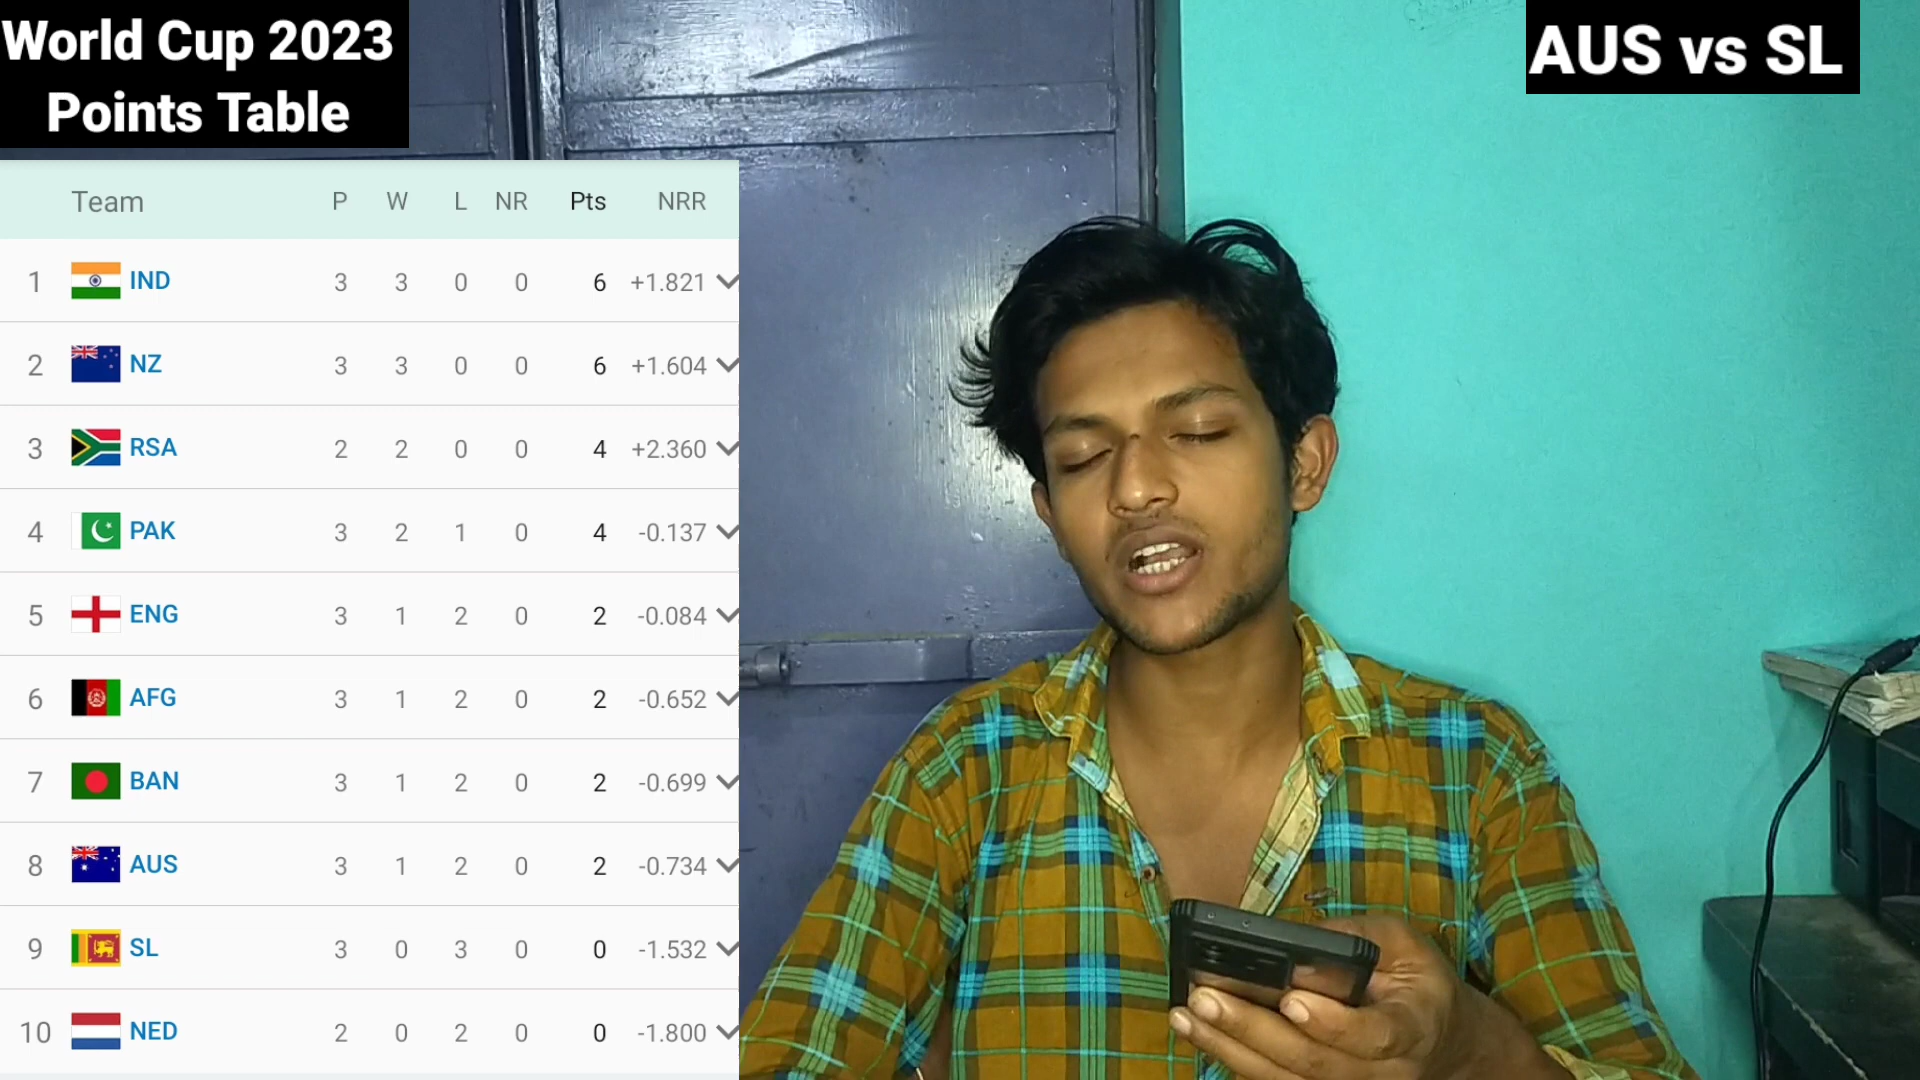 World Cup 2023
Points Table
AUS vs SL
Team P W L NR Pts NRR
1 IND 3 3 0 0 6 +1.821
2 NZ 3 3 0 0 6 +1.604
3 RSA 2 2 0 0 4 +2.360
4 PAK 3 2 1 0 4 -0.137
5 ENG 3 1 2 0 2 -0.084
6 AFG 3 1 2 0 2 -0.652
7 BAN 3 1 2 0 2 -0.699
8 AUS 3 1 2 0 2 -0.734
9 SL 3 0 3 0 0 -1.532
10 NED 2 0 2 0 0 -1.800